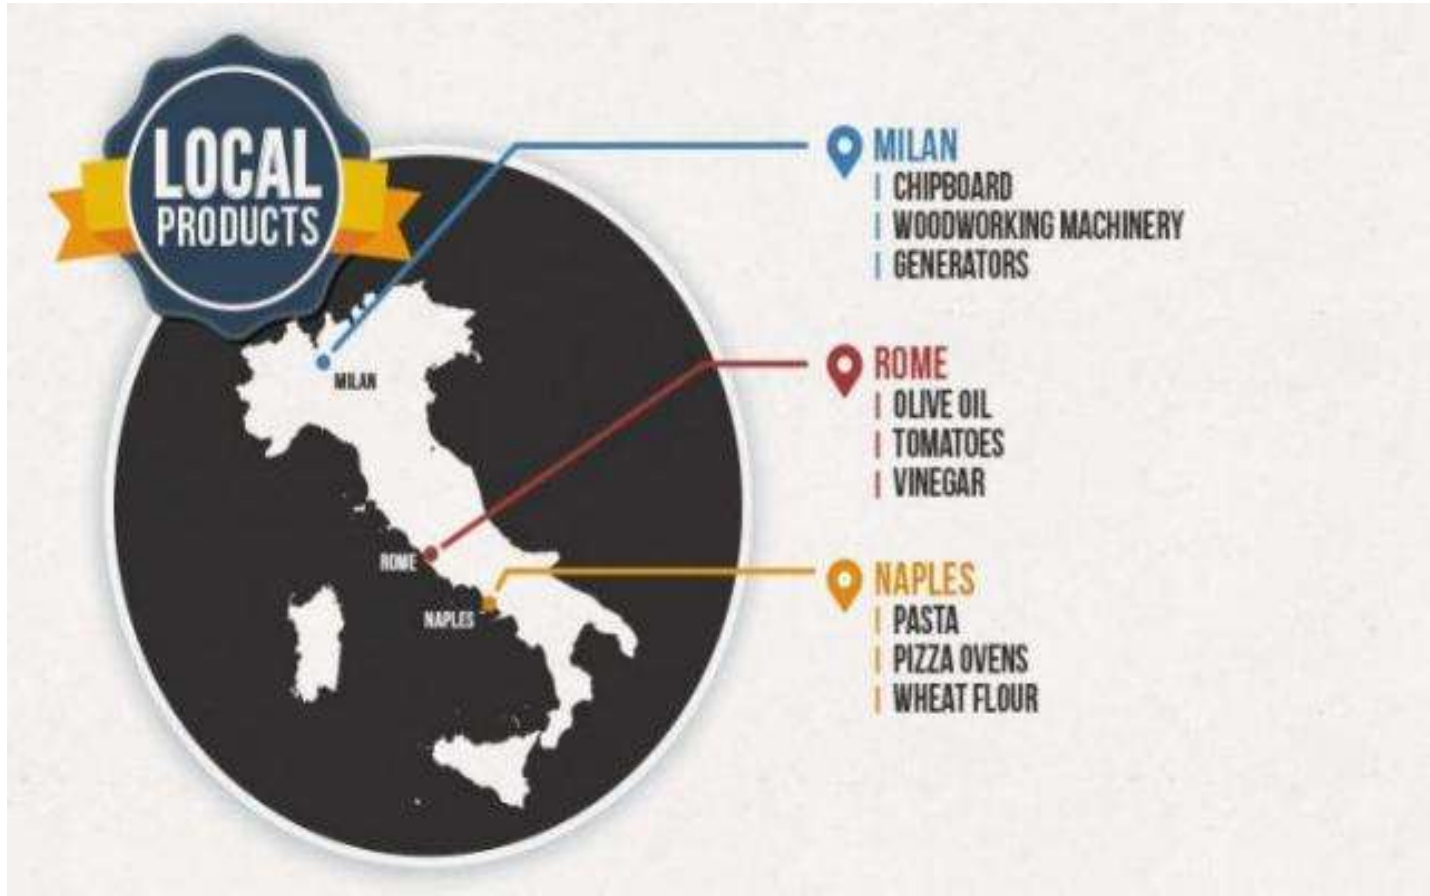 LOCAL
PRODUCTS
MILAN
CHIPBOARD
WOODWORKING MACHINERY
GENERATORS
ROME
OLIVE OIL
TOMATOES
VINEGAR
NAPLES
PASTA
PIZZA OVENS
WHEAT FLOUR
MILAN
ROME
NAPLES